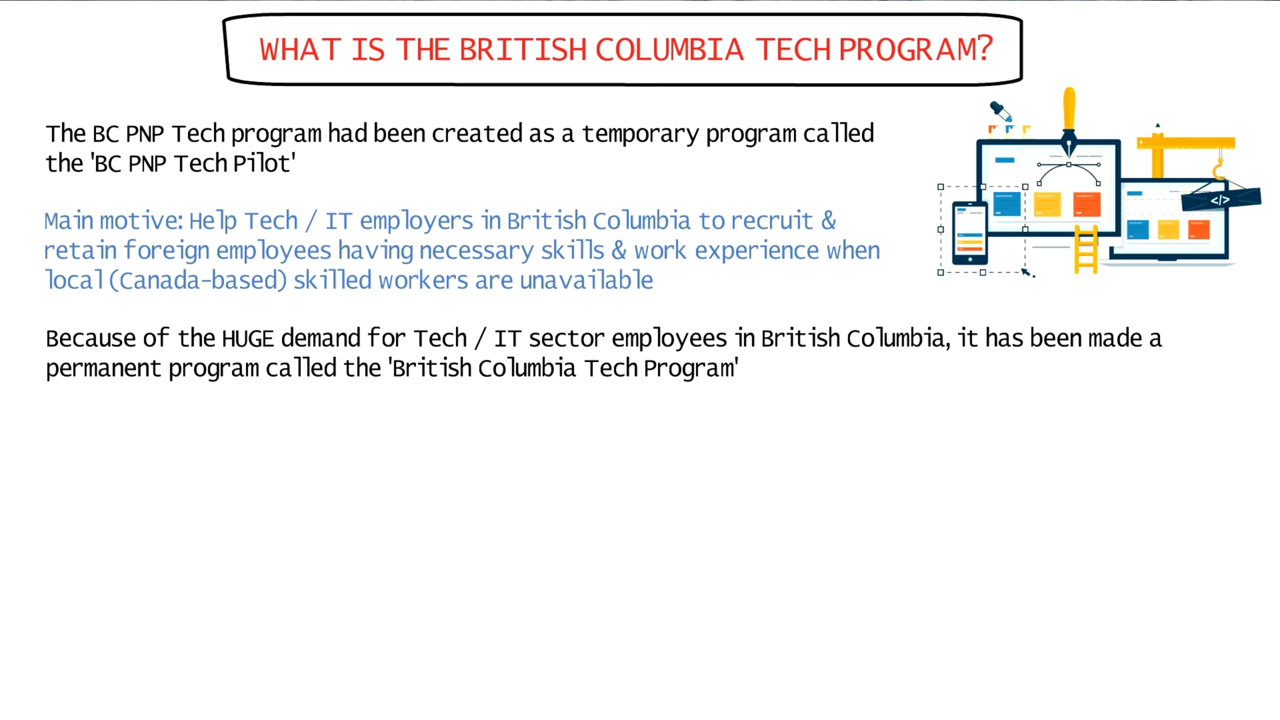 WHAT IS THE BRITISH COLUMBIA TECH PROGRAM?
The BC PNP Tech program had been created as a temporary program called
the 'BC PNP Tech Pilot'
Main motive: Help Tech / IT employers in British Columbia to recruit &
retain foreign employees having necessary skills & work experience when
local (Canada-based) skilled workers are unavailable
</>
Because of the HUGE demand for Tech / IT sector employees in British Columbia, it has been made a
permanent program called the 'British Columbia Tech Program'